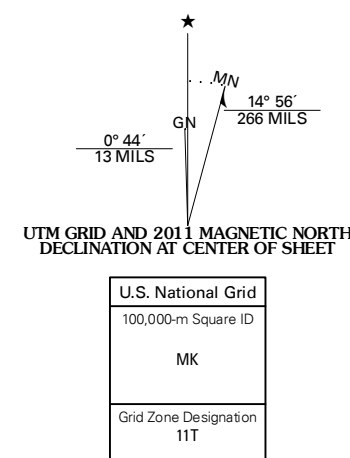 MN
GN
14° 56´
266 MILS
0° 44´
13 MILS
UTM GRID AND 2011 MAGNETIC NORTH
DECLINATION AT CENTER OF SHEET
U.S. National Grid
100,000-m Square ID
MK
Grid Zone Designation
11T